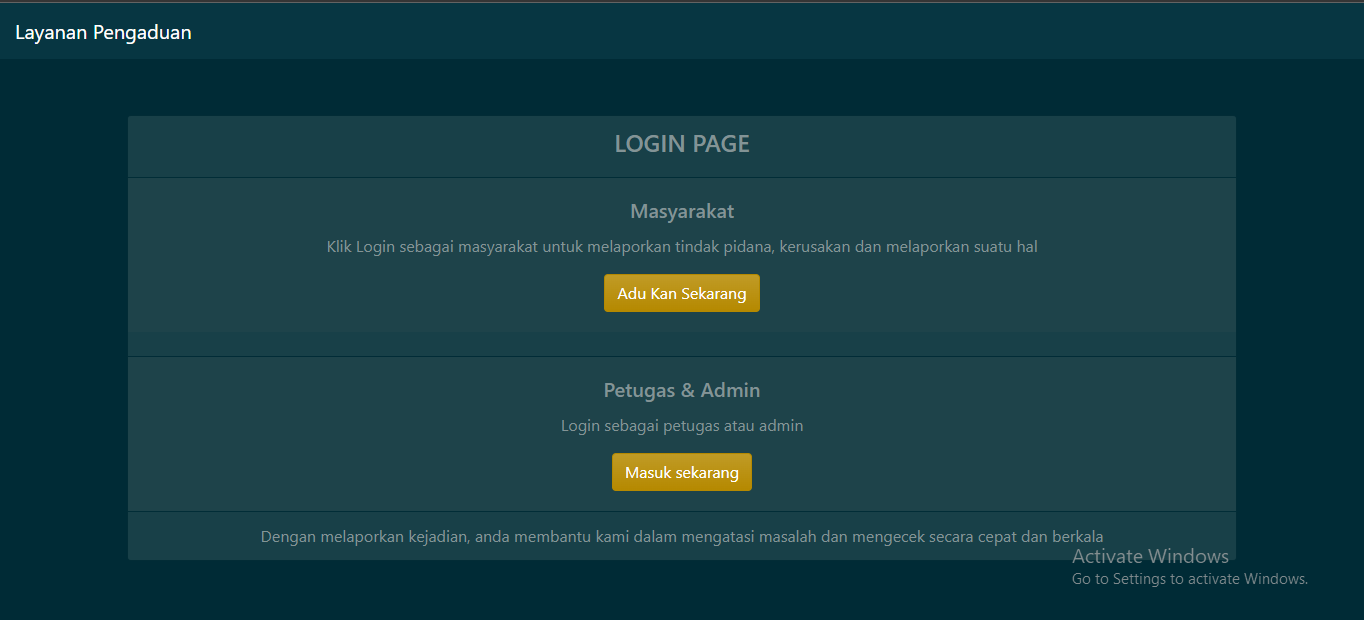 Layanan Pengaduan
LOGIN PAGE
Masyarakat
Klik Login sebagai masyarakat untuk melaporkan tindak pidana, kerusakan dan melaporkan suatu hal
Adu Kan Sekarang
Petugas & Admin
Login sebagai petugas atau admin
Masuk sekarang
Dengan melaporkan kejadian, anda membantu kami dalam mengatasi masalah dan mengecek secara cepat dan berkala
Activate Windows
Go to Settings to activate Windows.